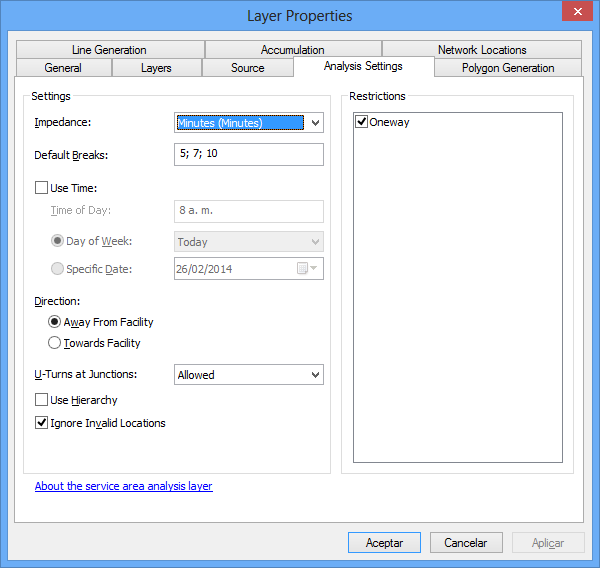 Layer Properties
Line Generation
Accumulation
Network Locations
General
Layers
Source
Analysis Settings
Polygon Generation
Settings
Impedance:
Minutes (Minutes)
Default Breaks:
5; 7; 10
Use Time:
Time of Day:
8 a. m.
Day of Week:
Today
Specific Date:
26/02/2014
Direction:
Away From Facility
Towards Facility
U-Turns at Junctions:
Allowed
Use Hierarchy
Ignore Invalid Locations
Restrictions
Oneway
About the service area analysis layer
Aceptar
Cancelar
Aplicar